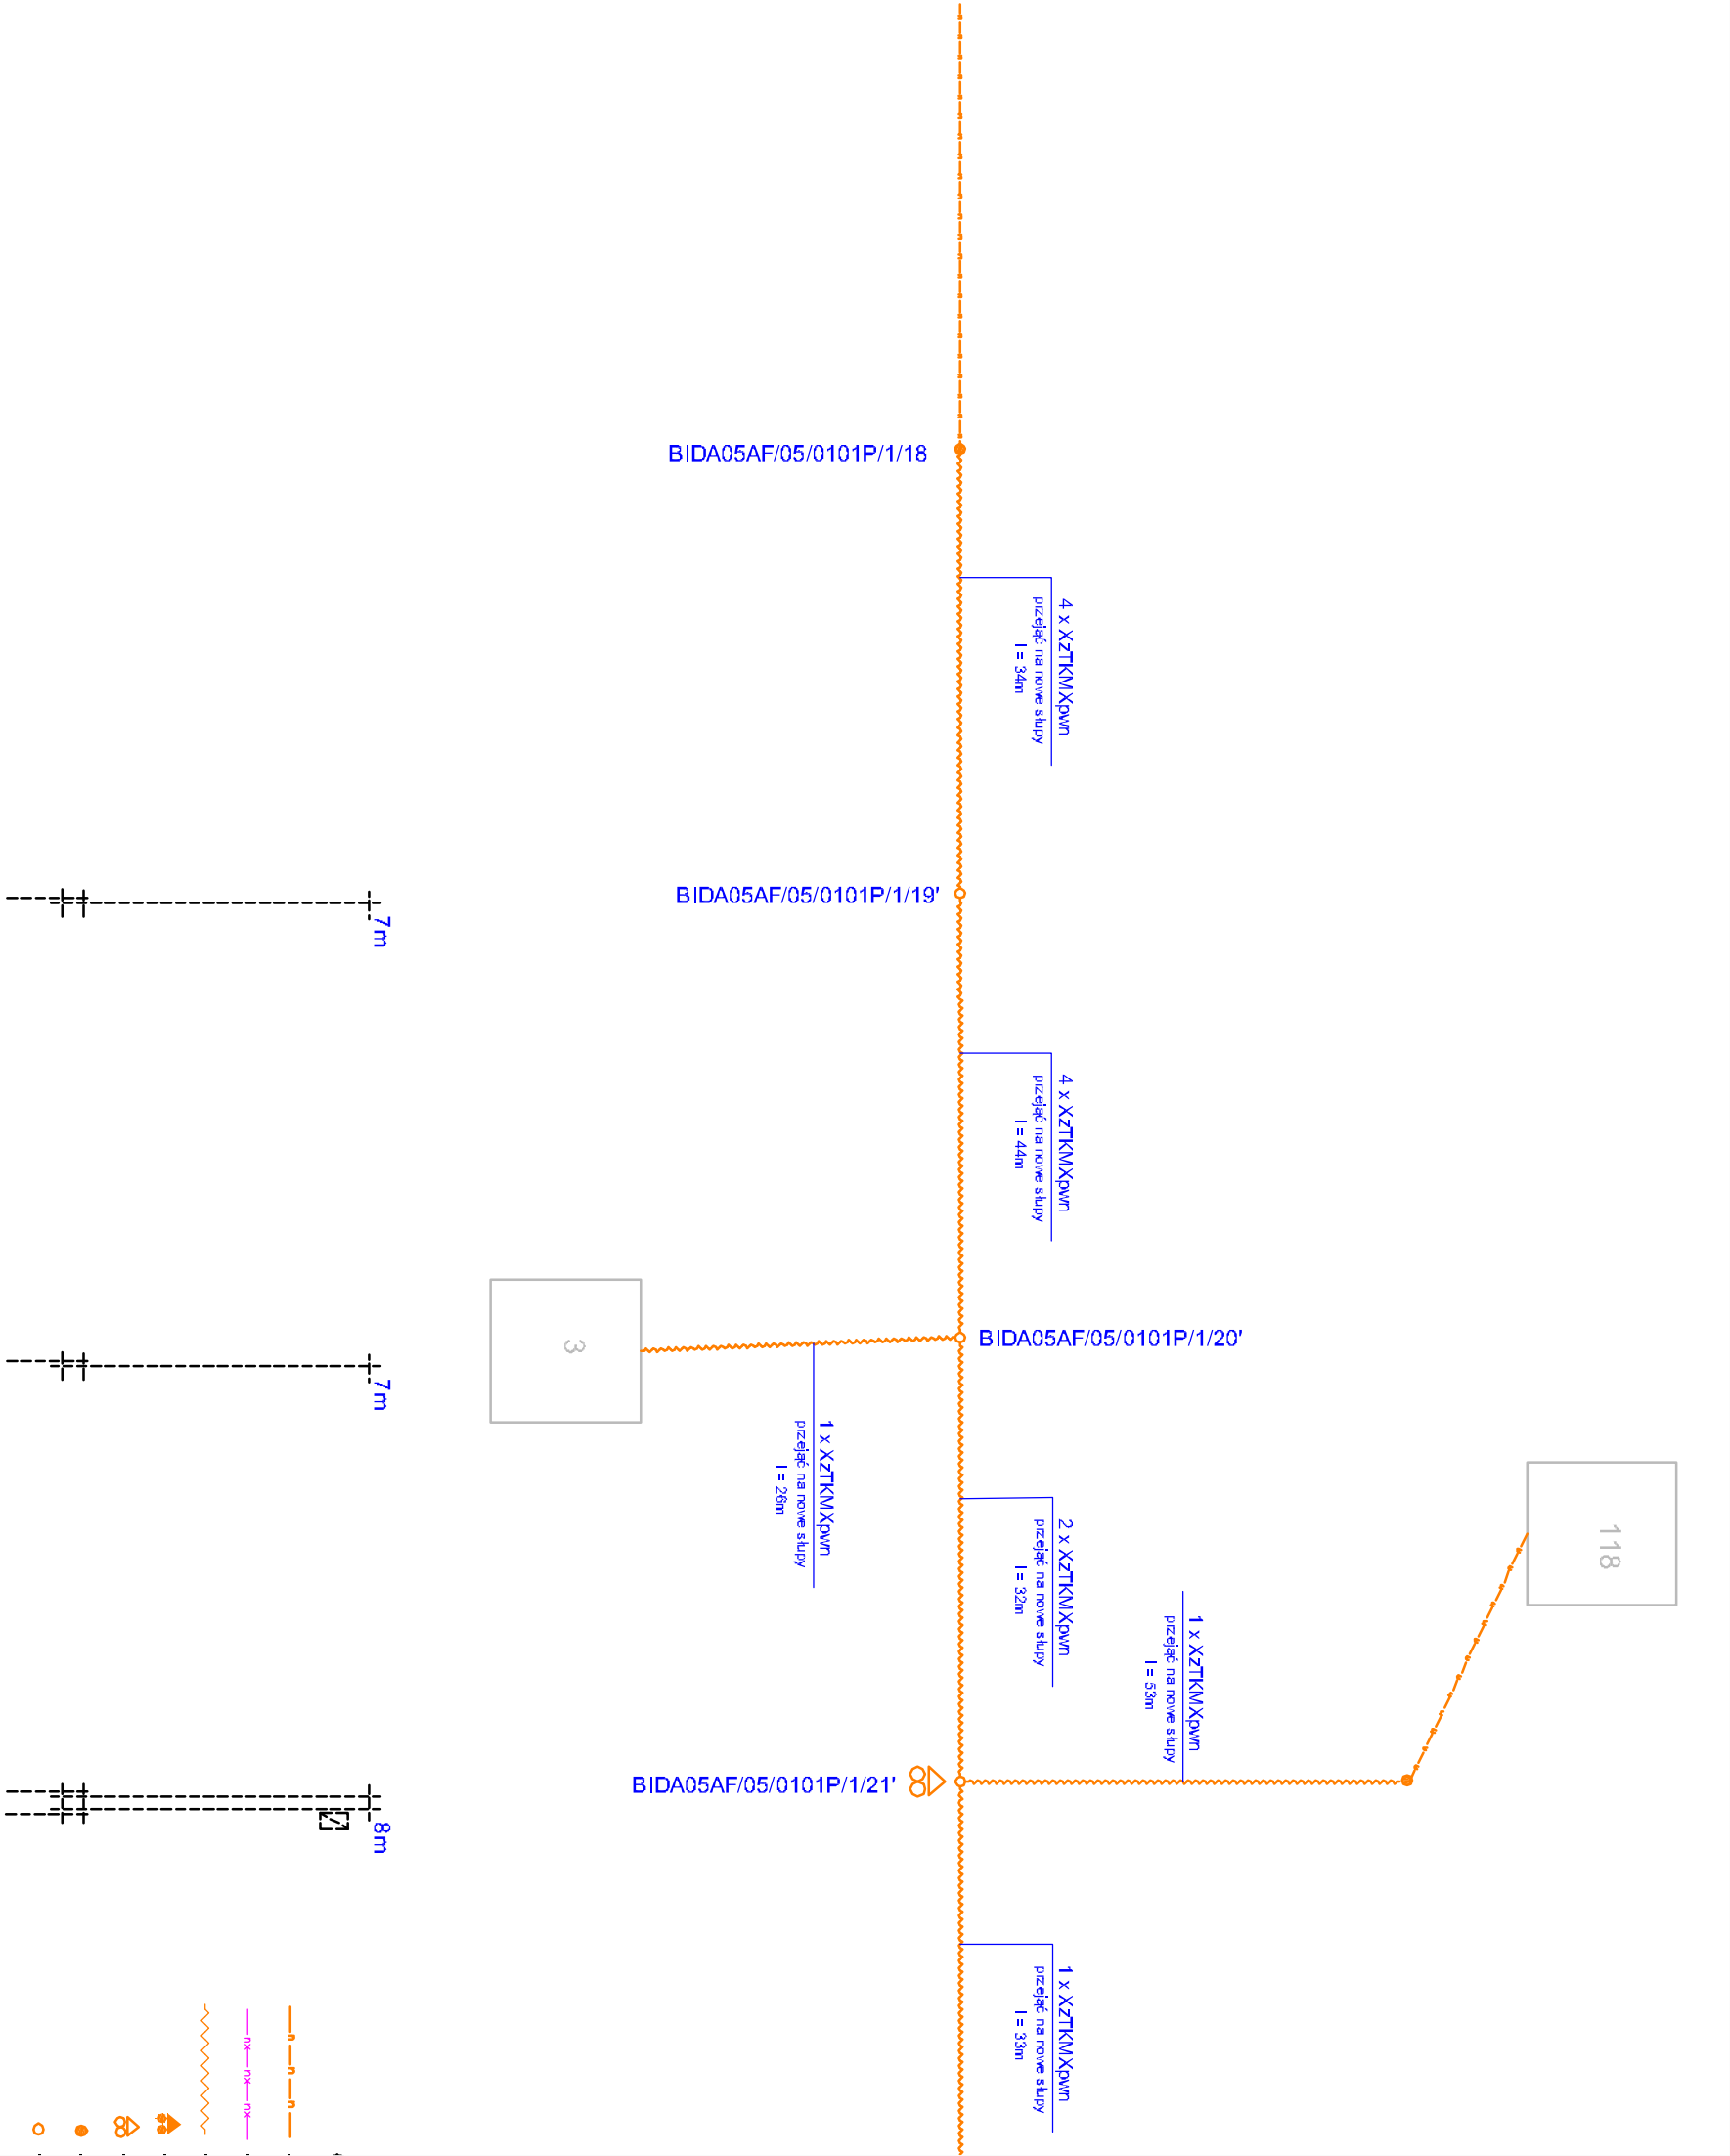 BIDA05AF/05/0101P/1/18
4 x XzTKMXpwn
przejąć na nowe słupy
l = 34m
BIDA05AF/05/0101P/1/19'
7m
4 x XzTKMXpwn
przejąć na nowe słupy
l = 44m
3
BIDA05AF/05/0101P/1/20'
7m
1 x XzTKMXpwn
przejąć na nowe słupy
l = 26m
118
2 x XzTKMXpwn
przejąć na nowe słupy
l = 32m
1 x XzTKMXpwn
przejąć na nowe słupy
l = 53m
BIDA05AF/05/0101P/1/21'
8m
1 x XzTKMXpwn
przejąć na nowe słupy
l = 33m